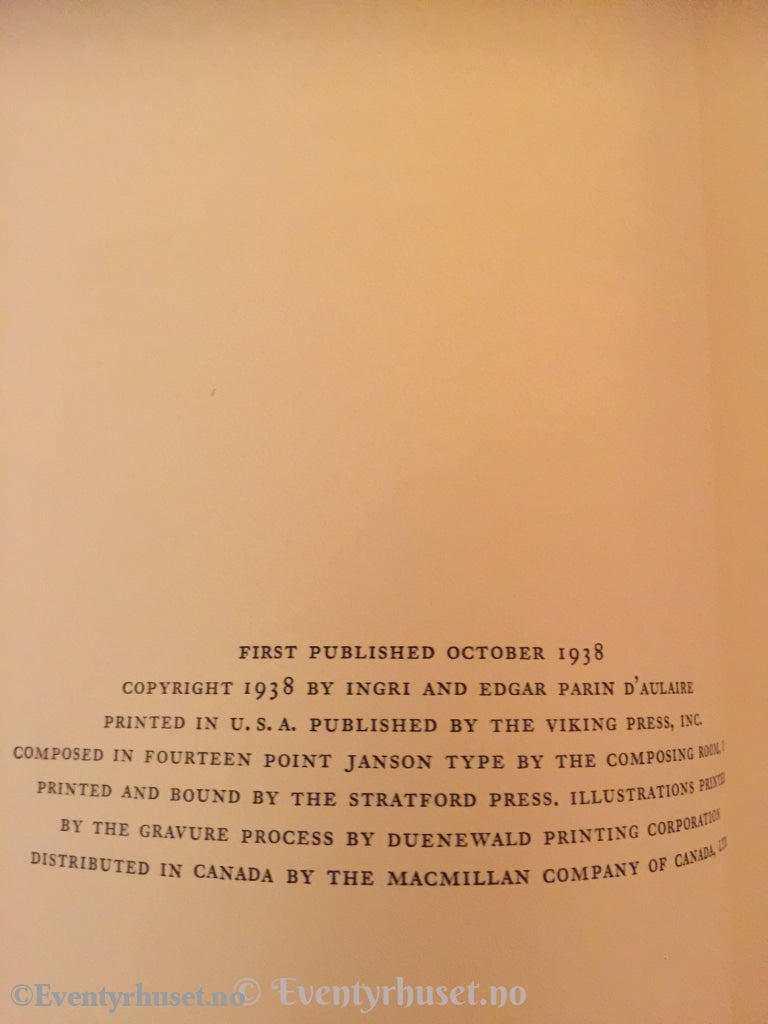 FIRST PUBLISHED OCTOBER 1938
COPYRIGHT 1938 BY INGRI AND EDGAR PARIN D'AULAIRE
PRINTED IN U.S.A. PUBLISHED BY THE VIKING PRESS, INC.
COMPOSED IN FOURTEEN POINT JANSON TYPE BY THE COMPOSING ROOM,
PRINTED AND BOUND BY THE STRATFORD PRESS. ILLUSTRATIONS PRINTED
BY THE GRAVURE PROCESS BY DUENEWALD PRINTING CORPORATION
DISTRIBUTED IN CANADA BY THE MACMILLAN COMPANY OF CANADA, LTD.
©Eventyrhuset.no © Eventyrhuset.no